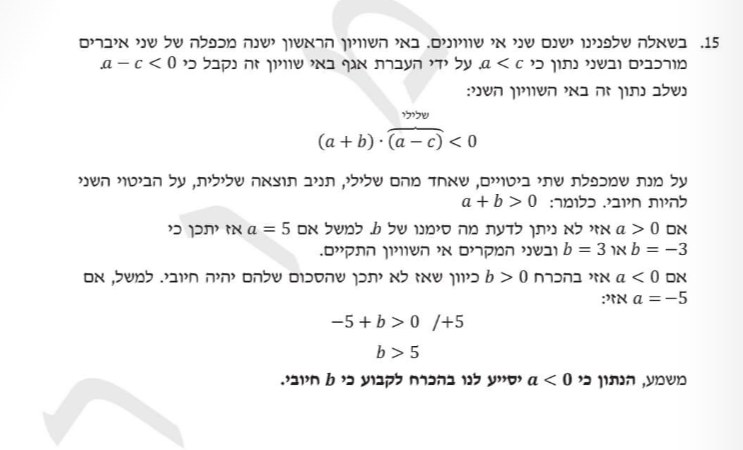 15. בשאלה שלפנינו ישנם שני אי שוויונים. באי השוויון הראשון ישנה מכפלה של שני איברים
מורכבים ובשני נתון כי a < c. על ידי העברת אגף באי שוויון זה נקבל כי a − c < 0.
נשלב נתון זה באי השוויון השני:
שלילי
(a + b) · (a − c) < 0
על מנת שמכפלת שתי ביטויים, שאחד מהם שלילי, תניב תוצאה שלילית, על הביטוי השני
להיות חיובי. כלומר: a + b > 0
אם a > 0 אזי לא ניתן לדעת מה סימנו של b. למשל אם a = 5 אז יתכן כי
b = −3 או b = 3 ובשני המקרים אי השוויון התקיים.
אם a < 0 אזי בהכרח b > 0 כיוון שאז לא יתכן שהסכום שלהם יהיה חיובי. למשל, אם
a = −5 אזי:
−5 + b > 0 /+5
b > 5
משמע, הנתון כי a < 0 יסייע לנו בהכרח לקבוע כי b חיובי.